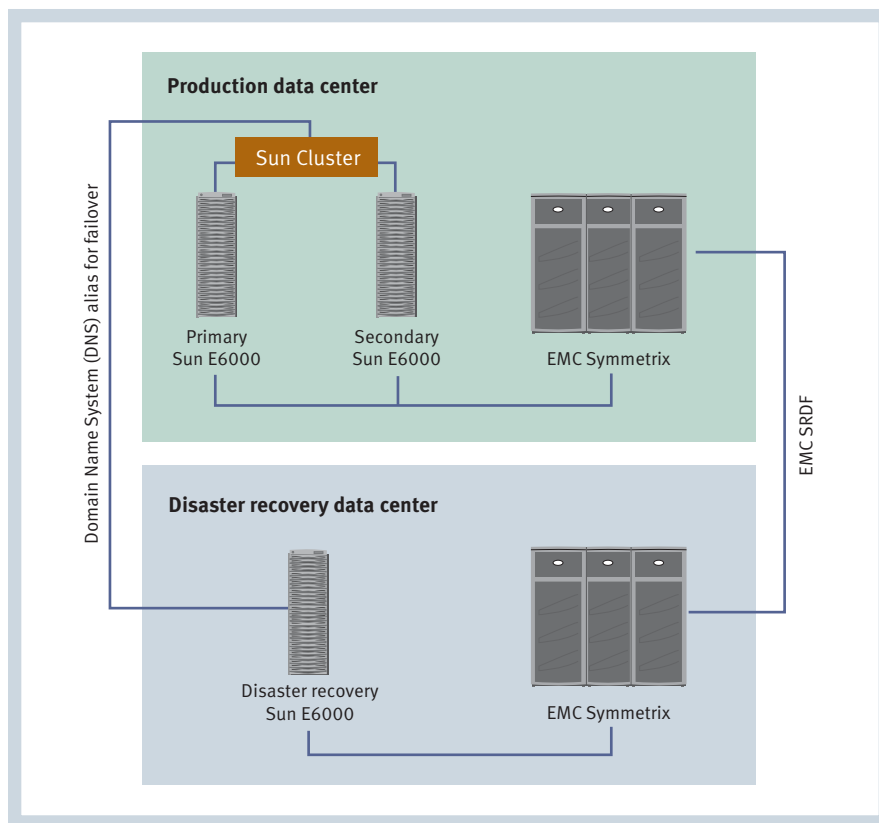 Production data center
Sun Cluster
Primary
Sun E6000
Secondary
Sun E6000
EMC Symmetrix
Domain Name System (DNS) alias for failover
EMC SRDF
Disaster recovery data center
Disaster recovery
Sun E6000
EMC Symmetrix